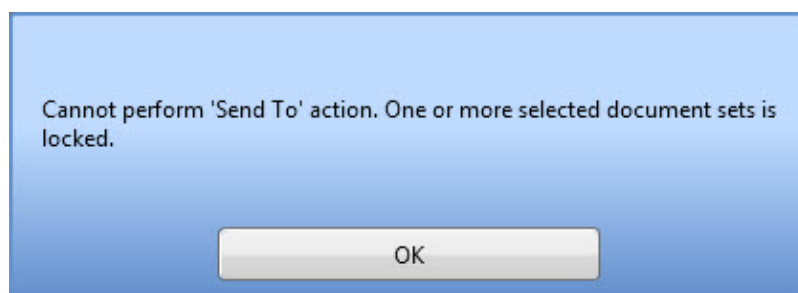 Cannot perform 'Send To' action. One or more selected document sets is
locked.
OK